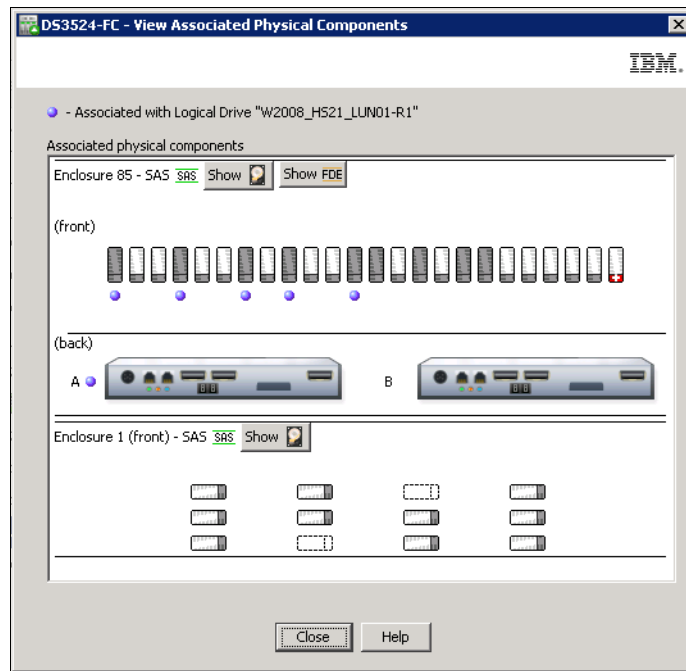 DS3524-FC - View Associated Physical Components
IBM.
- Associated with Logical Drive "W2008_HS21_LUN01-R1"
Associated physical components
Enclosure 85 - SAS SAS Show Show FDE
(front)
(back)
A B
Enclosure 1 (front) - SAS SAS Show
Close Help